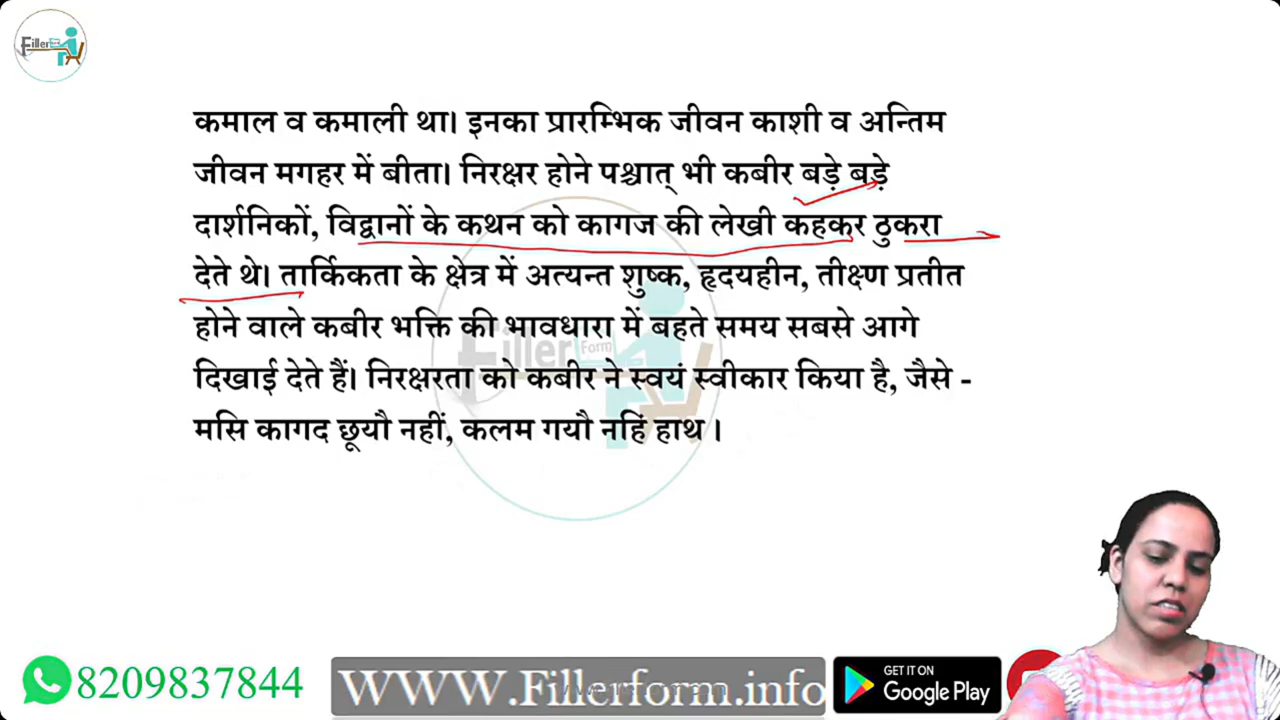 Filler
कमाल व कमाली था। इनका प्रारम्भिक जीवन काशी व अन्तिम
जीवन मगहर में बीता। निरक्षर होने पश्चात् भी कबीर बड़े बड़े
दार्शनिकों, विद्वानों के कथन को कागज की लेखी कहकर ठुकरा
देते थे। तार्किकता के क्षेत्र में अत्यन्त शुष्क, हृदयहीन, तीक्ष्ण प्रतीत
होने वाले कबीर भक्ति की भावधारा में बहते समय सबसे आगे
Filler Form
दिखाई देते हैं। निरक्षरता को कबीर ने स्वयं स्वीकार किया है, जैसे -
मसि कागद छूयौ नहीं, कलम गयौ नहिं हाथ ।
8209837844
WWW.Fillerform.info
GET IT ON
Google Play